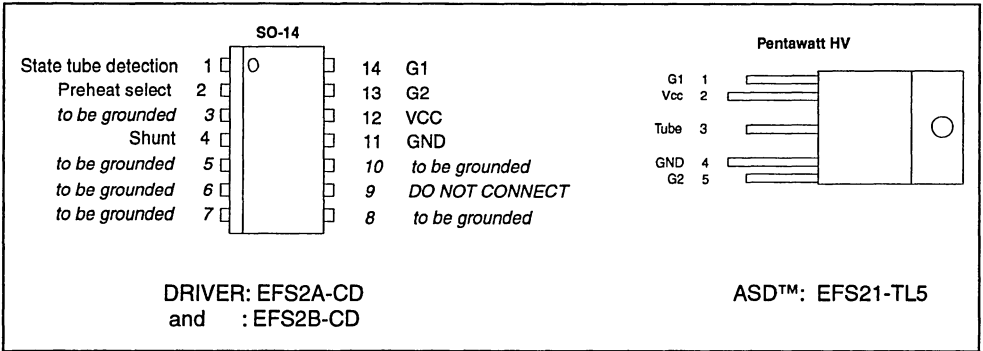 SO-14
State tube detection 1 14 G1
Preheat select 2 13 G2
to be grounded 3 12 VCC
Shunt 4 11 GND
to be grounded 5 10 to be grounded
to be grounded 6 9 DO NOT CONNECT
to be grounded 7 8 to be grounded
DRIVER: EFS2A-CD
and : EFS2B-CD
Pentawatt HV
G1 1
Vcc 2
Tube 3
GND 4
G2 5
ASD™: EFS21-TL5